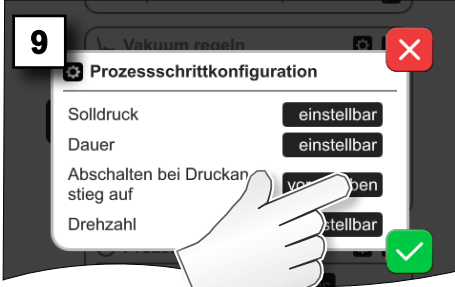 9
Vakuum regeln
Prozessschrittkonfiguration
Solldruck einstellbar
Dauer einstellbar
Abschalten bei Druckan
stieg auf
Drehzahl